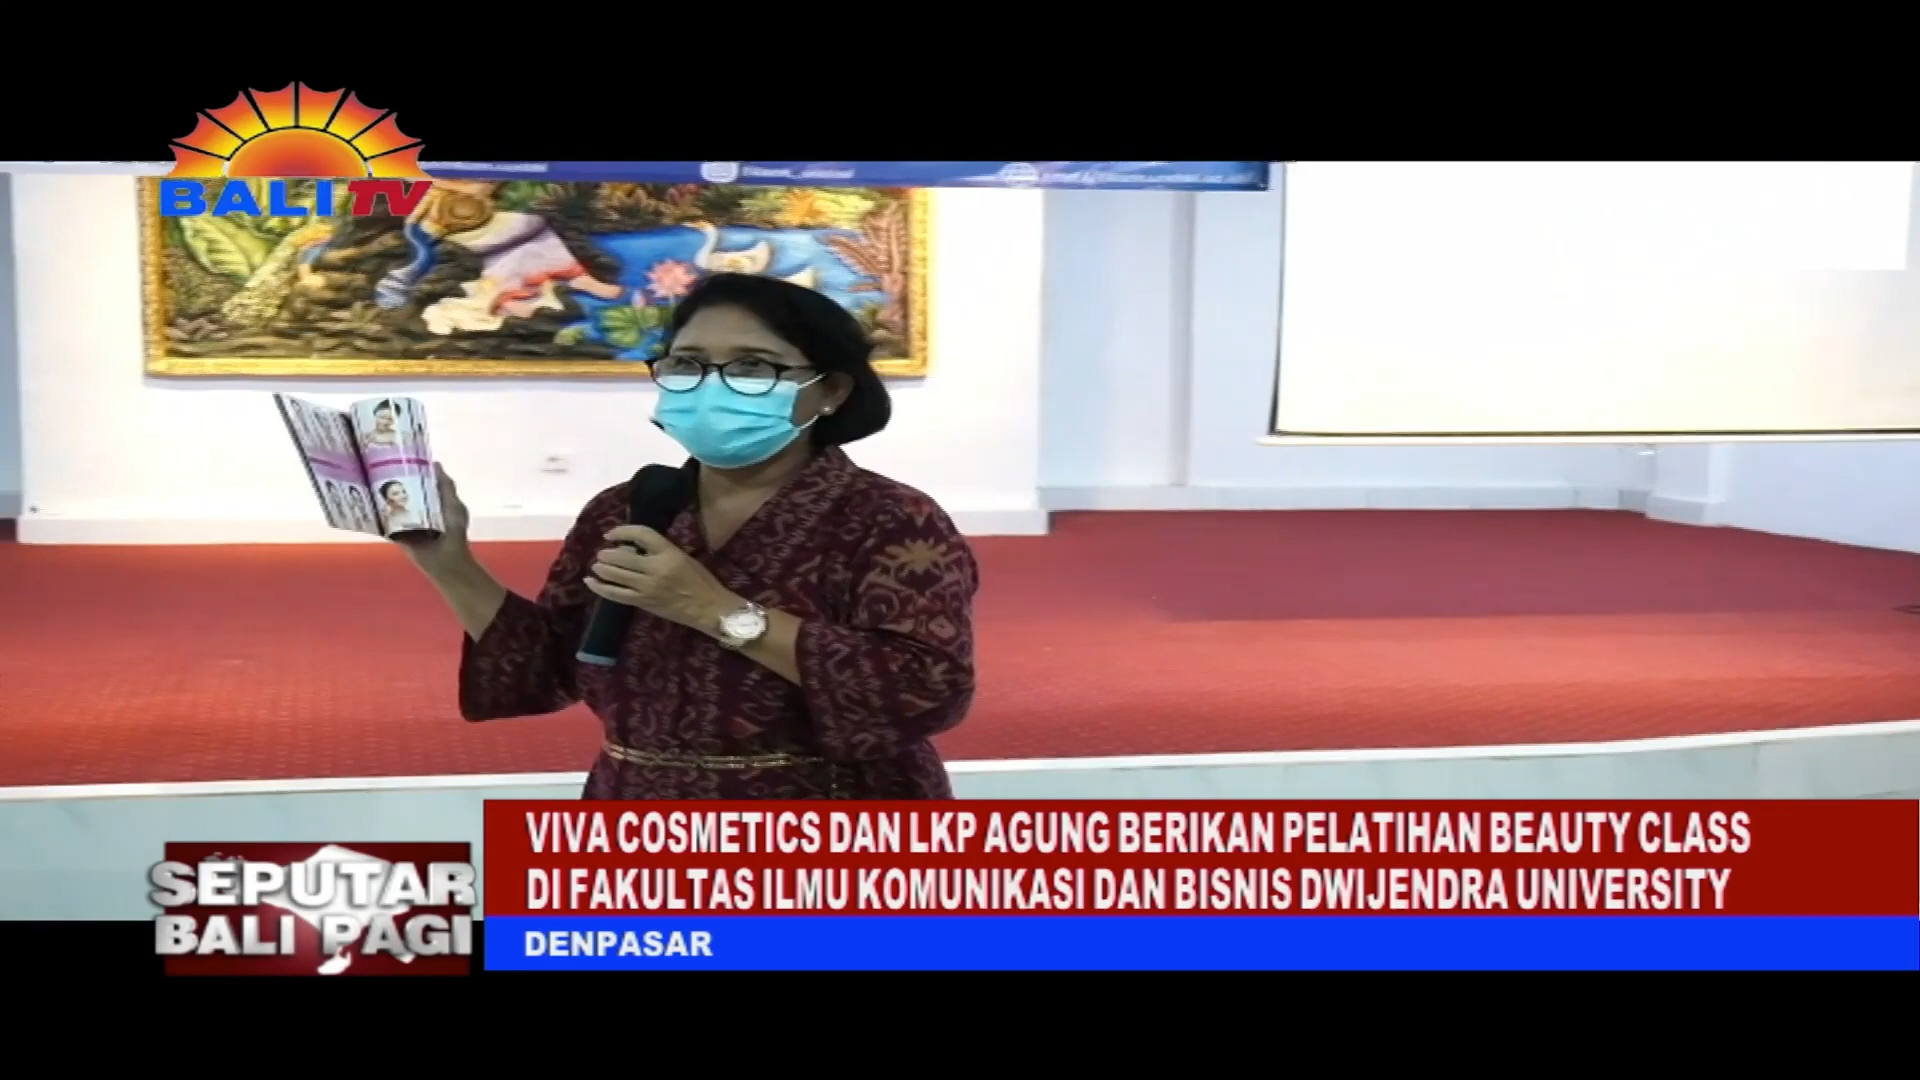 BALI TV
VIVA COSMETICS DAN LKP AGUNG BERIKAN PELATIHAN BEAUTY CLASS
DI FAKULTAS ILMU KOMUNIKASI DAN BISNIS DWIJENDRA UNIVERSITY
SEPUTAR
BALI PAGI
DENPASAR